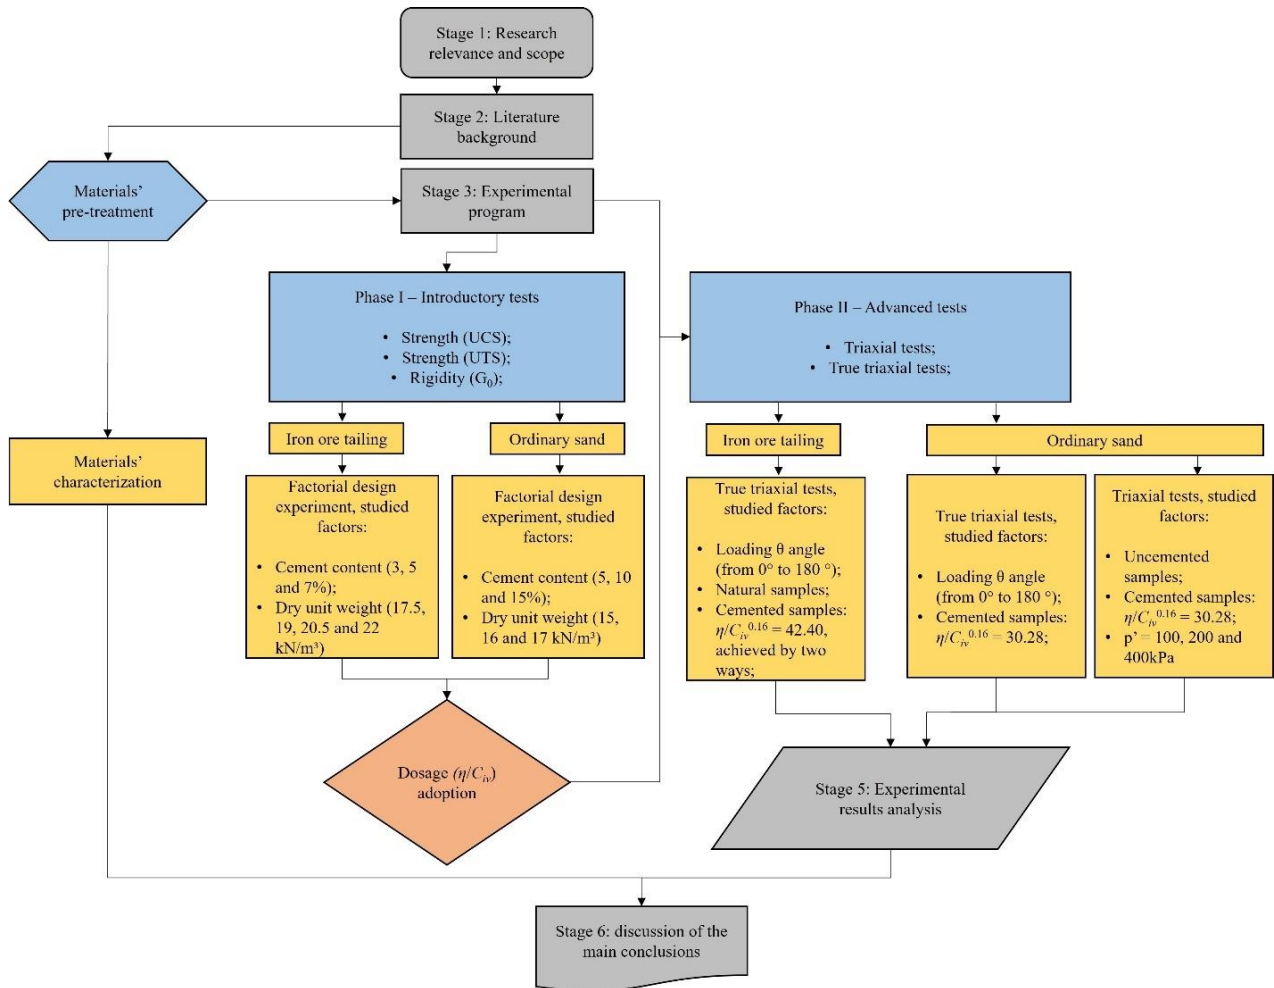 Stage 1: Research
relevance and scope
Stage 2: Literature
background
Materials'
pre-treatment
Stage 3: Experimental
program
Phase I – Introductory tests
• Strength (UCS);
• Strength (UTS);
• Rigidity (G₀);
Phase II – Advanced tests
• Triaxial tests;
• True triaxial tests;
Materials'
characterization
Iron ore tailing
Ordinary sand
Iron ore tailing
Ordinary sand
Factorial design
experiment, studied
factors:
• Cement content (3, 5
and 7%);
• Dry unit weight (17.5,
19, 20.5 and 22
kN/m³)
Factorial design
experiment, studied
factors:
• Cement content (5, 10
and 15%);
• Dry unit weight (15,
16 and 17 kN/m³)
True triaxial tests,
studied factors:
• Loading θ angle
(from 0° to 180 °);
• Natural samples;
• Cemented samples:
η/Cᵢᵥ^0.16 = 42.40,
achieved by two
ways;
True triaxial tests,
studied factors:
• Loading θ angle
(from 0° to 180 °);
• Cemented samples:
η/Cᵢᵥ^0.16 = 30.28;
Triaxial tests, studied
factors:
• Uncemented
samples;
• Cemented samples:
η/Cᵢᵥ^0.16 = 30.28;
• p' = 100, 200 and
400kPa
Dosage (η/Cᵢᵥ)
adoption
Stage 5: Experimental
results analysis
Stage 6: discussion of the
main conclusions